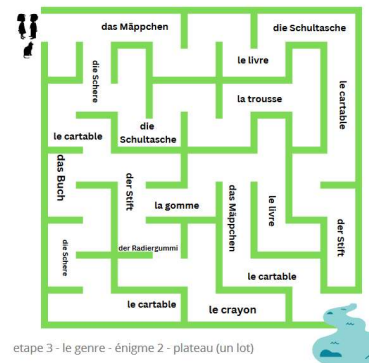 das Mäppchen
die Schultasche
le livre
die Schere
la trousse
le cartable
le cartable
die
Schultasche
das Buch
der Stift
la gomme
das Mäppchen
le livre
der Stift
die Schere
der Radiergummi
le cartable
le cartable
le crayon
etape 3 - le genre - énigme 2 - plateau (un lot)